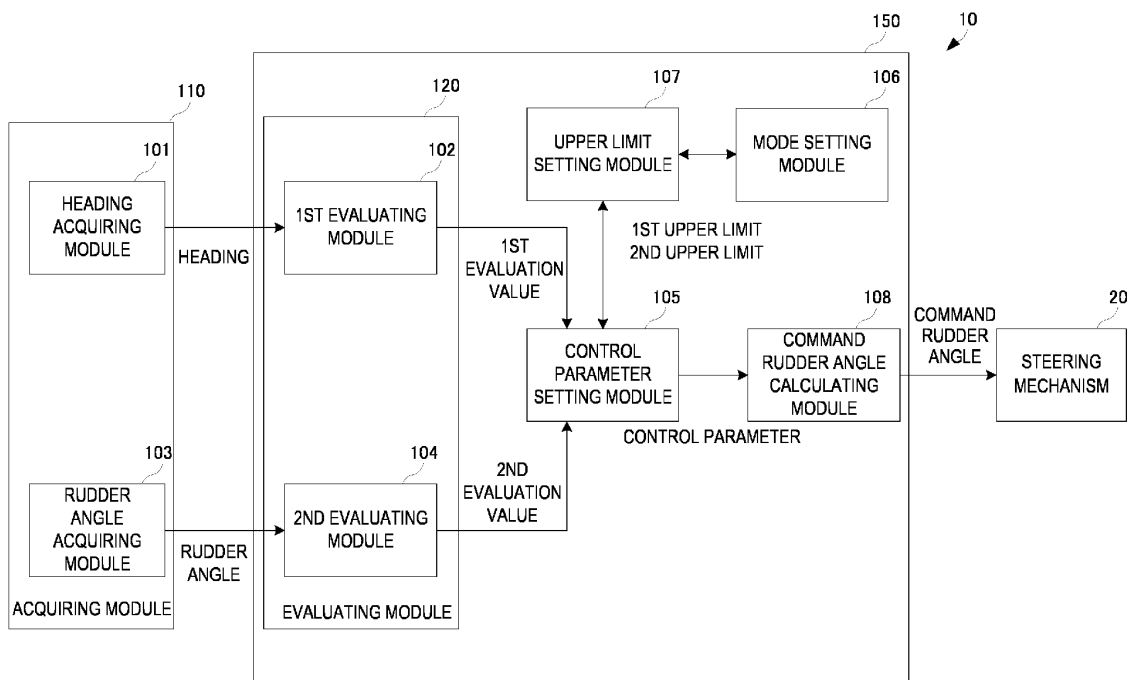 10
150
110
120
107
106
101
102
UPPER LIMIT
SETTING MODULE
MODE SETTING
MODULE
HEADING
ACQUIRING
MODULE
1ST EVALUATING
MODULE
HEADING
1ST
EVALUATION
VALUE
1ST UPPER LIMIT
2ND UPPER LIMIT
105
108
COMMAND
RUDDER
ANGLE
20
CONTROL
PARAMETER
SETTING MODULE
COMMAND
RUDDER ANGLE
CALCULATING
MODULE
STEERING
MECHANISM
CONTROL PARAMETER
103
104
2ND
EVALUATION
VALUE
RUDDER
ANGLE
ACQUIRING
MODULE
2ND EVALUATING
MODULE
RUDDER
ANGLE
ACQUIRING MODULE
EVALUATING MODULE